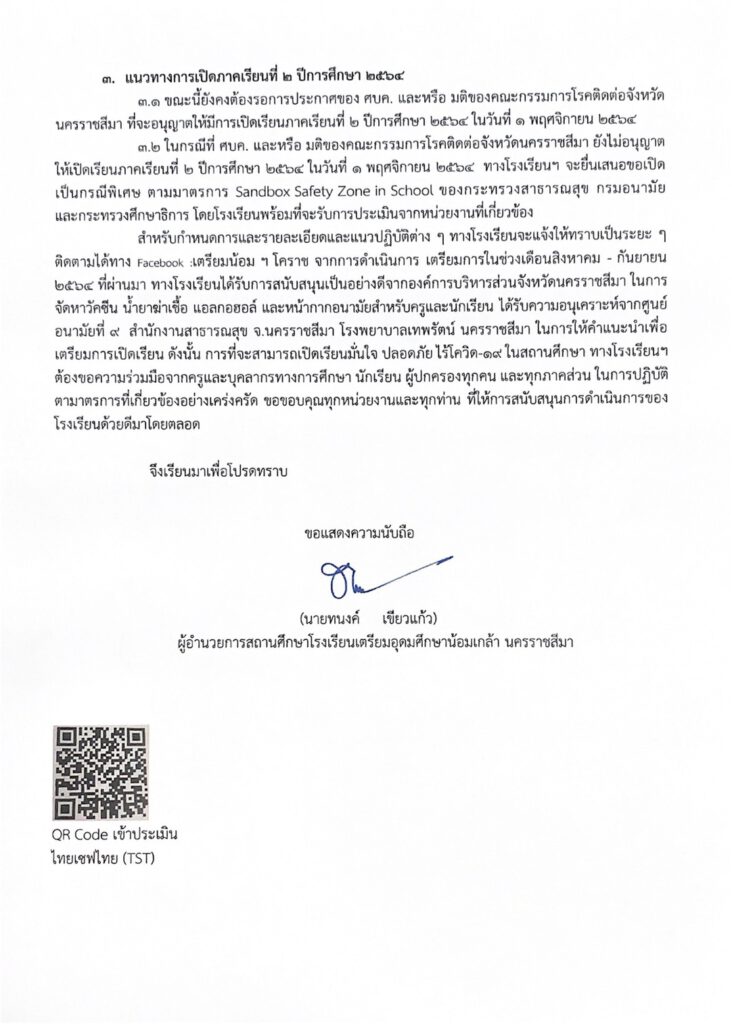 ๓. แนวทางการเปิดภาคเรียนที่ ๒ ปีการศึกษา ๒๕๖๔
๓.๑ ขณะนี้ยังคงต้องรอการประกาศของ ศบค. และหรือ มติของคณะกรรมการโรคติดต่อจังหวัด
นครราชสีมา ที่จะอนุญาตให้มีการเปิดเรียนภาคเรียนที่ ๒ ปีการศึกษา ๒๕๖๔ ในวันที่ ๑ พฤศจิกายน ๒๕๖๔
๓.๒ ในกรณีที่ ศบค. และหรือ มติของคณะกรรมการโรคติดต่อจังหวัดนครราชสีมา ยังไม่อนุญาต
ให้เปิดเรียนภาคเรียนที่ ๒ ปีการศึกษา ๒๕๖๔ ในวันที่ ๑ พฤศจิกายน ๒๕๖๔ ทางโรงเรียนฯ จะยื่นเสนอขอเปิด
เป็นกรณีพิเศษ ตามมาตรการ Sandbox Safety Zone in School ของกระทรวงสาธารณสุข กรมอนามัย
และกระทรวงศึกษาธิการ โดยโรงเรียนพร้อมที่จะรับการประเมินจากหน่วยงานที่เกี่ยวข้อง
สำหรับกำหนดการและรายละเอียดและแนวปฏิบัติต่าง ๆ ทางโรงเรียนจะแจ้งให้ทราบเป็นระยะ ๆ
ติดตามได้ทาง Facebook :เตรียมน้อม ฯ โคราช จากการดำเนินการ เตรียมการในช่วงเดือนสิงหาคม - กันยายน
๒๕๖๔ ที่ผ่านมา ทางโรงเรียนได้รับการสนับสนุนเป็นอย่างดีจากองค์การบริหารส่วนจังหวัดนครราชสีมา ในการ
จัดหาวัคซีน น้ำยาฆ่าเชื้อ แอลกอฮอล์ และหน้ากากอนามัยสำหรับครูและนักเรียน ได้รับความอนุเคราะห์จากศูนย์
อนามัยที่ ๙ สำนักงานสาธารณสุข จ.นครราชสีมา โรงพยาบาลเทพรัตน์ นครราชสีมา ในการให้คำแนะนำเพื่อ
เตรียมการเปิดเรียน ดังนั้น การที่จะสามารถเปิดเรียนมั่นใจ ปลอดภัย ไร้โควิด-๑๙ ในสถานศึกษา ทางโรงเรียนฯ
ต้องขอความร่วมมือจากครูและบุคลากรทางการศึกษา นักเรียน ผู้ปกครองทุกคน และทุกภาคส่วน ในการปฏิบัติ
ตามาตรการที่เกี่ยวข้องอย่างเคร่งครัด ขอขอบคุณทุกหน่วยงานและทุกท่าน ที่ให้การสนับสนุนการดำเนินการของ
โรงเรียนด้วยดีมาโดยตลอด
จึงเรียนมาเพื่อโปรดทราบ
ขอแสดงความนับถือ
(นายทนงค์ เขียวแก้ว)
ผู้อำนวยการสถานศึกษาโรงเรียนเตรียมอุดมศึกษาน้อมเกล้า นครราชสีมา
QR Code เข้าประเมิน
ไทยเซฟไทย (TST)